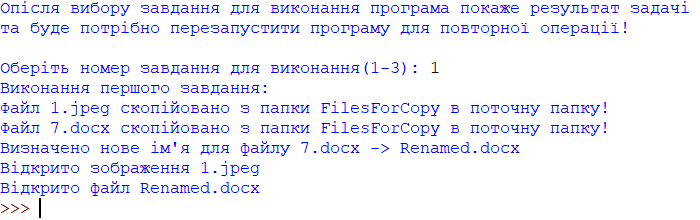 Опісля вибору завдання для виконання програма покаже результат задачі
та буде потрібно перезапустити програму для повторної операції!
Оберіть номер завдання для виконання(1-3): 1
Виконання першого завдання:
Файл 1.jpeg скопійовано з папки FilesForCopy в поточну папку!
Файл 7.docx скопійовано з папки FilesForCopy в поточну папку!
Визначено нове ім'я для файлу 7.docx -> Renamed.docx
Відкрито зображення 1.jpeg
Відкрито файл Renamed.docx
>>>